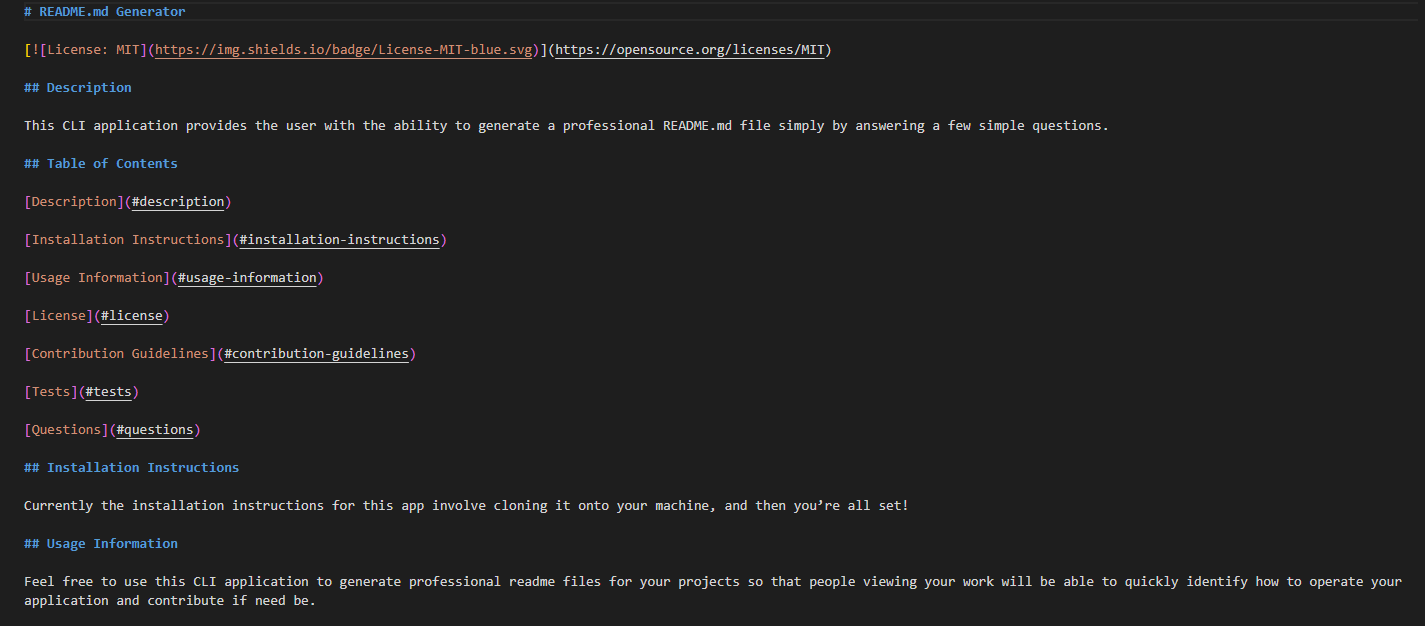 # README.md Generator
[![License: MIT](https://img.shields.io/badge/License-MIT-blue.svg)](https://opensource.org/licenses/MIT)
## Description
This CLI application provides the user with the ability to generate a professional README.md file simply by answering a few simple questions.
## Table of Contents
[Description](#description)
[Installation Instructions](#installation-instructions)
[Usage Information](#usage-information)
[License](#license)
[Contribution Guidelines](#contribution-guidelines)
[Tests](#tests)
[Questions](#questions)
## Installation Instructions
Currently the installation instructions for this app involve cloning it onto your machine, and then you’re all set!
## Usage Information
Feel free to use this CLI application to generate professional readme files for your projects so that people viewing your work will be able to quickly identify how to operate your
application and contribute if need be.